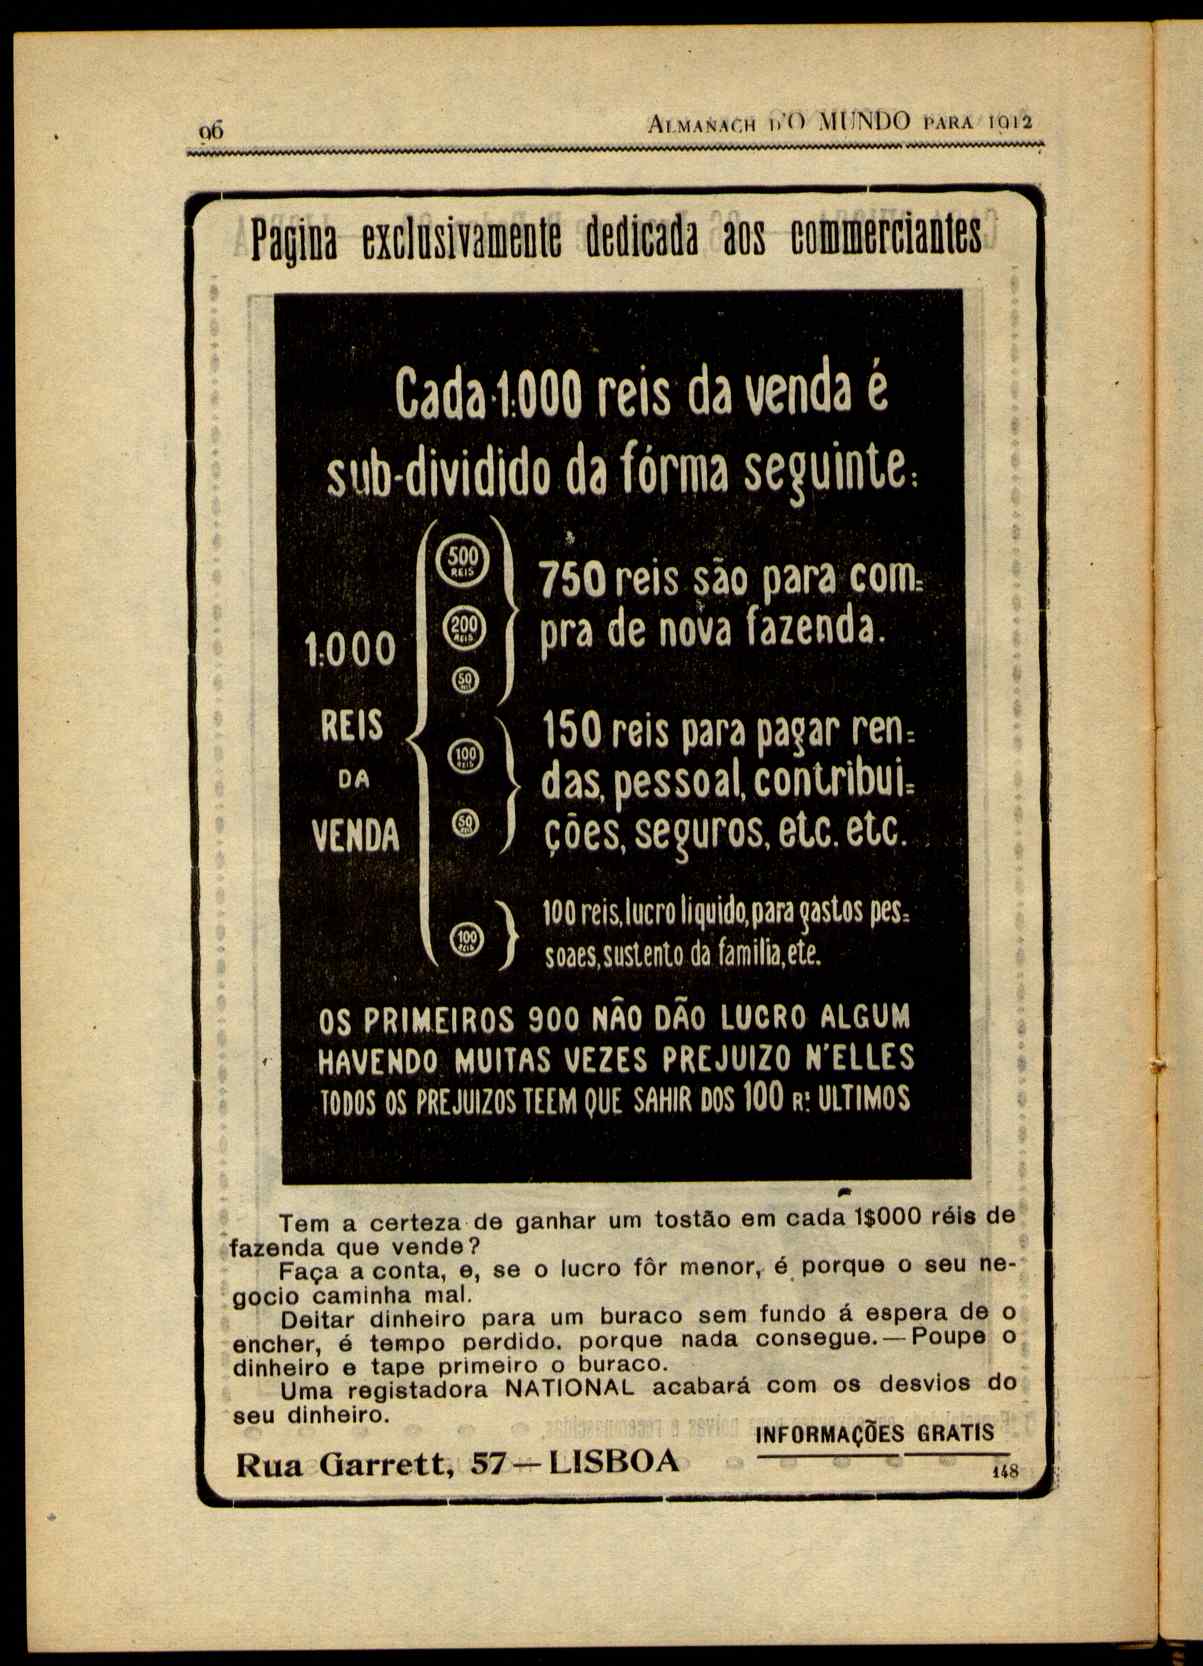 96
ALMANACH D'O MUNDO PARA 1912
Pagina exclusivamente dedicada aos commerciantes
Cada 1:000 reis da venda é
sub-dividido da fórma seguinte:
1:000
REIS
DA
VENDA
500
REIS
200
REIS
50
REIS
750 reis são para com=
pra de nova fazenda.
100
REIS
50
REIS
150 reis para pagar ren=
das, pessoal, contribui=
ções, seguros, etc. etc.
100
REIS
100 reis, lucro liquido, para gastos pes=
soaes, sustento da familia, etc.
OS PRIMEIROS 900 NÃO DÃO LUCRO ALGUM
HAVENDO MUITAS VEZES PREJUIZO N'ELLES
TODOS OS PREJUIZOS TEEM QUE SAHIR DOS 100 Rs ULTIMOS
Tem a certeza de ganhar um tostão em cada 1$000 réis de
fazenda que vende?
Faça a conta, e, se o lucro fôr menor, é porque o seu ne-
gocio caminha mal.
Deitar dinheiro para um buraco sem fundo á espera de o
encher, é tempo perdido, porque nada consegue.—Poupe o
dinheiro e tape primeiro o buraco.
Uma registadora NATIONAL acabará com os desvios do
seu dinheiro.
INFORMAÇÕES GRATIS
Rua Garrett, 57—LISBOA
148